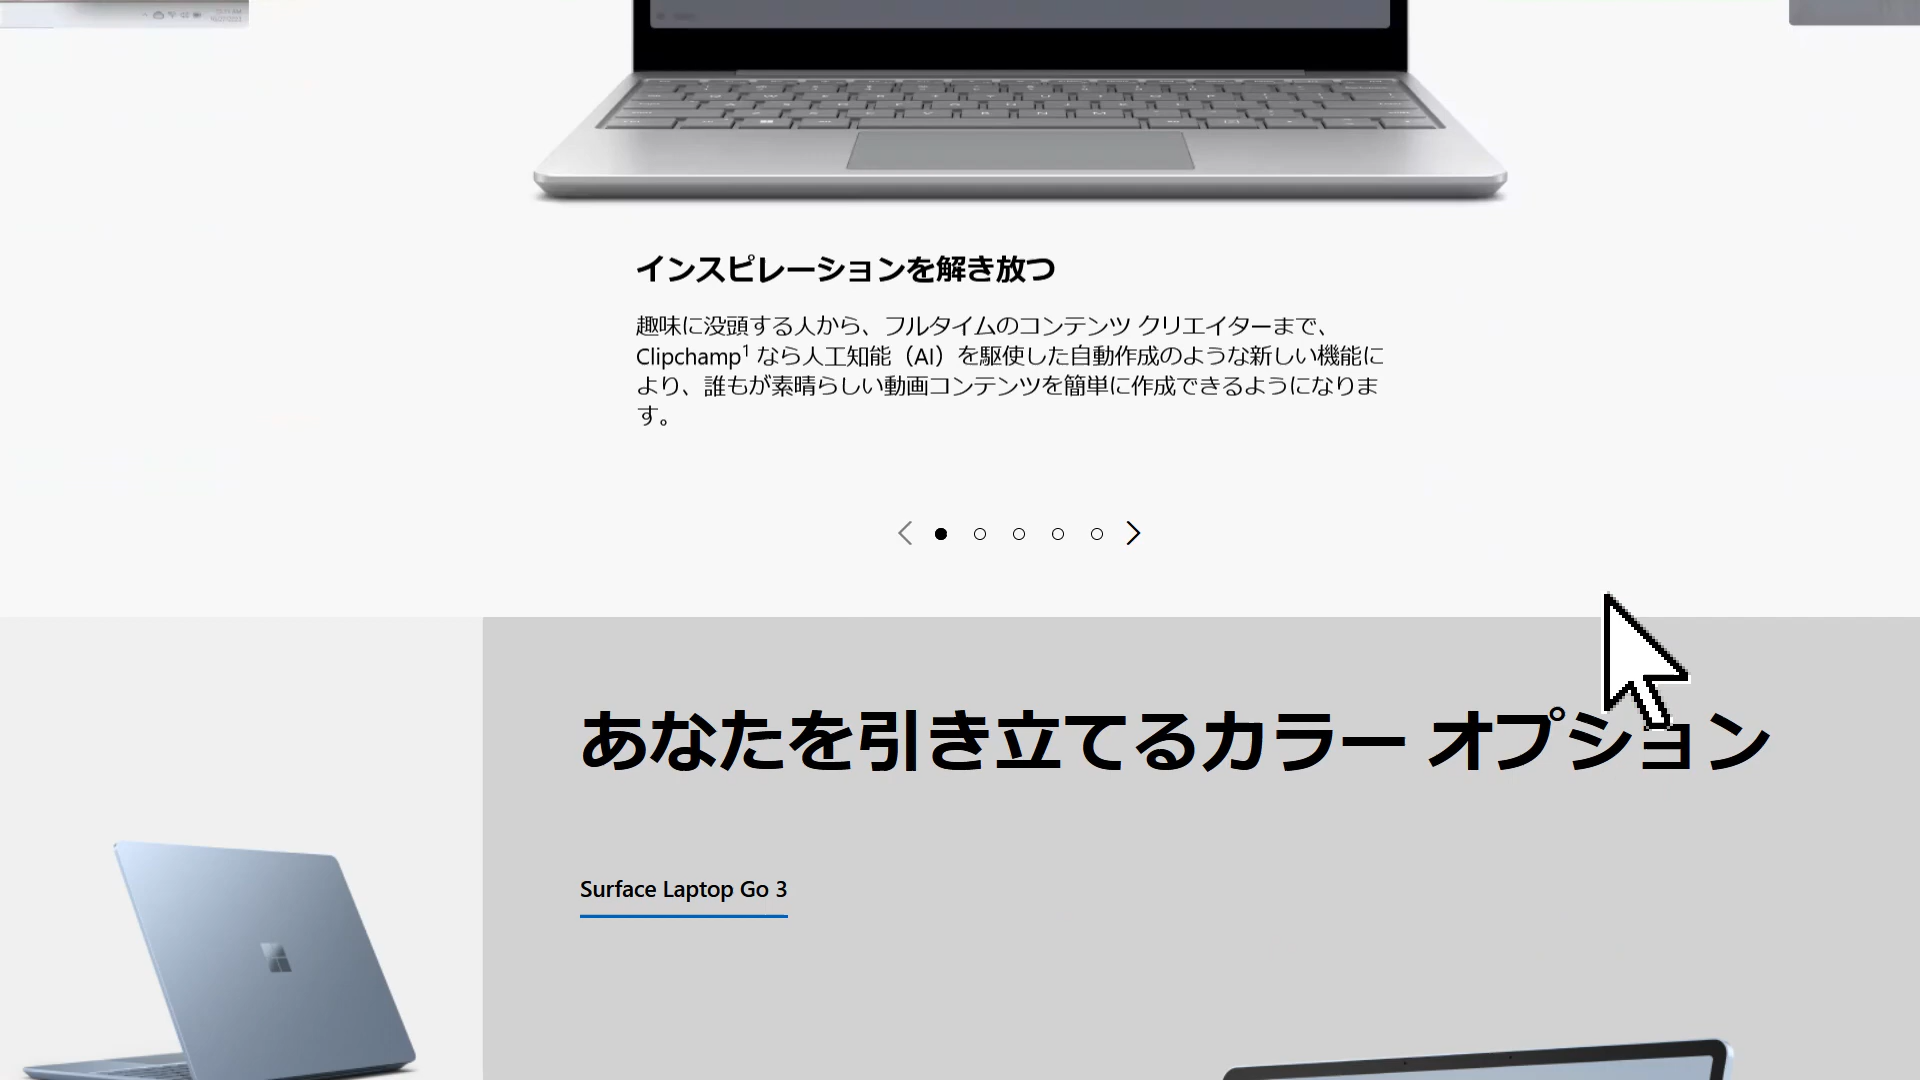 インスピレーションを解き放つ
趣味に没頭する人から、フルタイムのコンテンツ クリエイターまで、
Clipchamp1 なら人工知能（AI）を駆使した自動作成のような新しい機能に
より、誰もが素晴らしい動画コンテンツを簡単に作成できるようになりま
す。
あなたを引き立てるカラー オプション
Surface Laptop Go 3